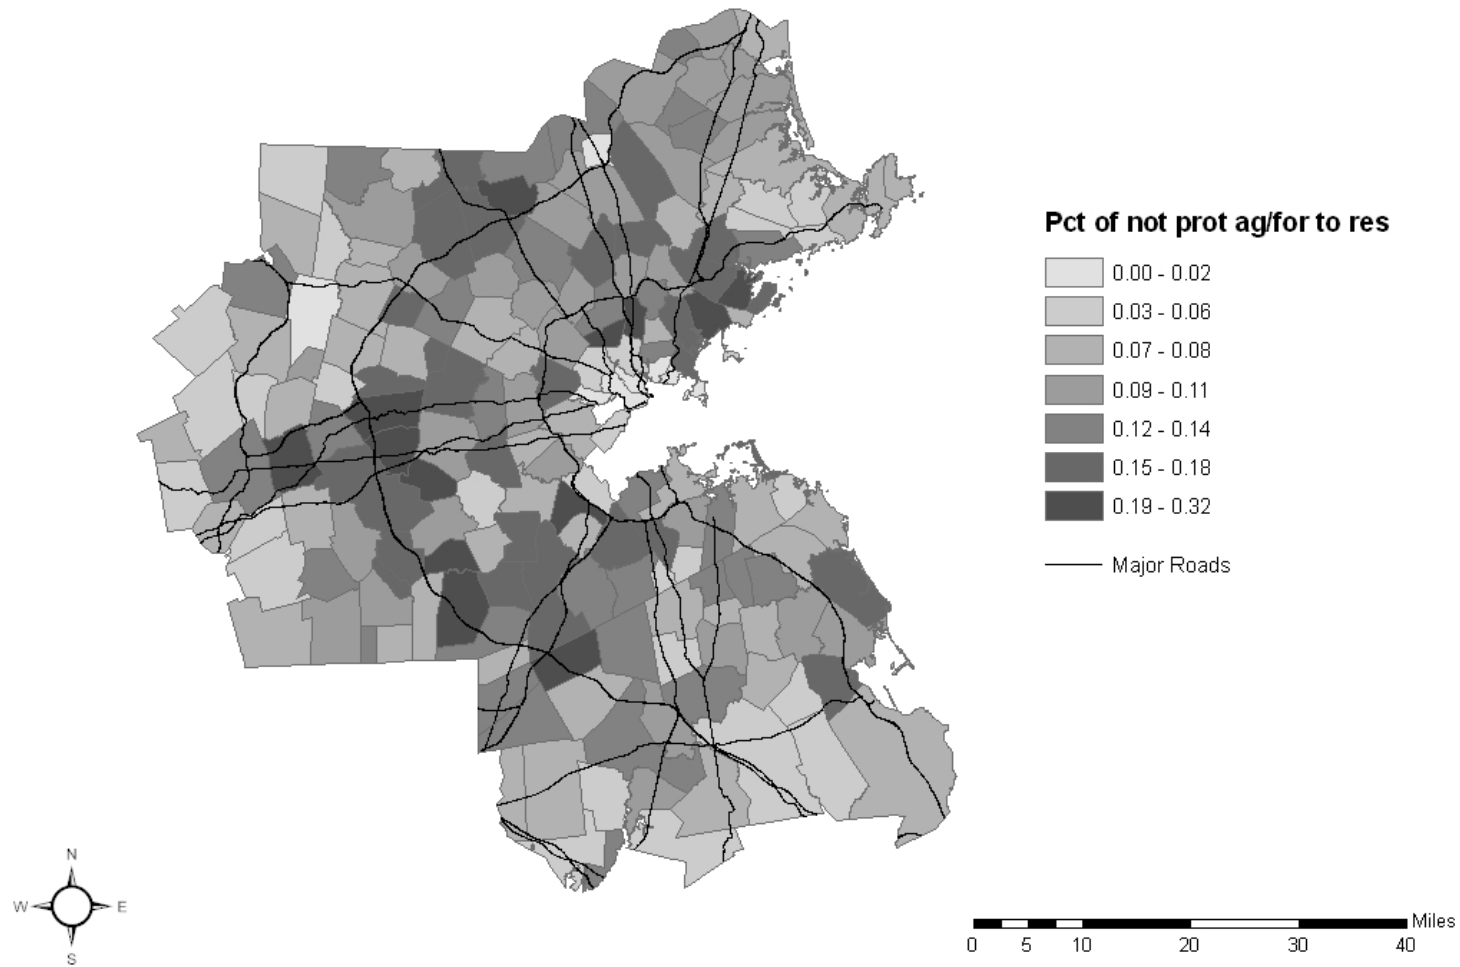 Pct of not prot ag/for to res
0.00 - 0.02
0.03 - 0.06
0.07 - 0.08
0.09 - 0.11
0.12 - 0.14
0.15 - 0.18
0.19 - 0.32
Major Roads
N
W E
S
Miles
0 5 10 20 30 40